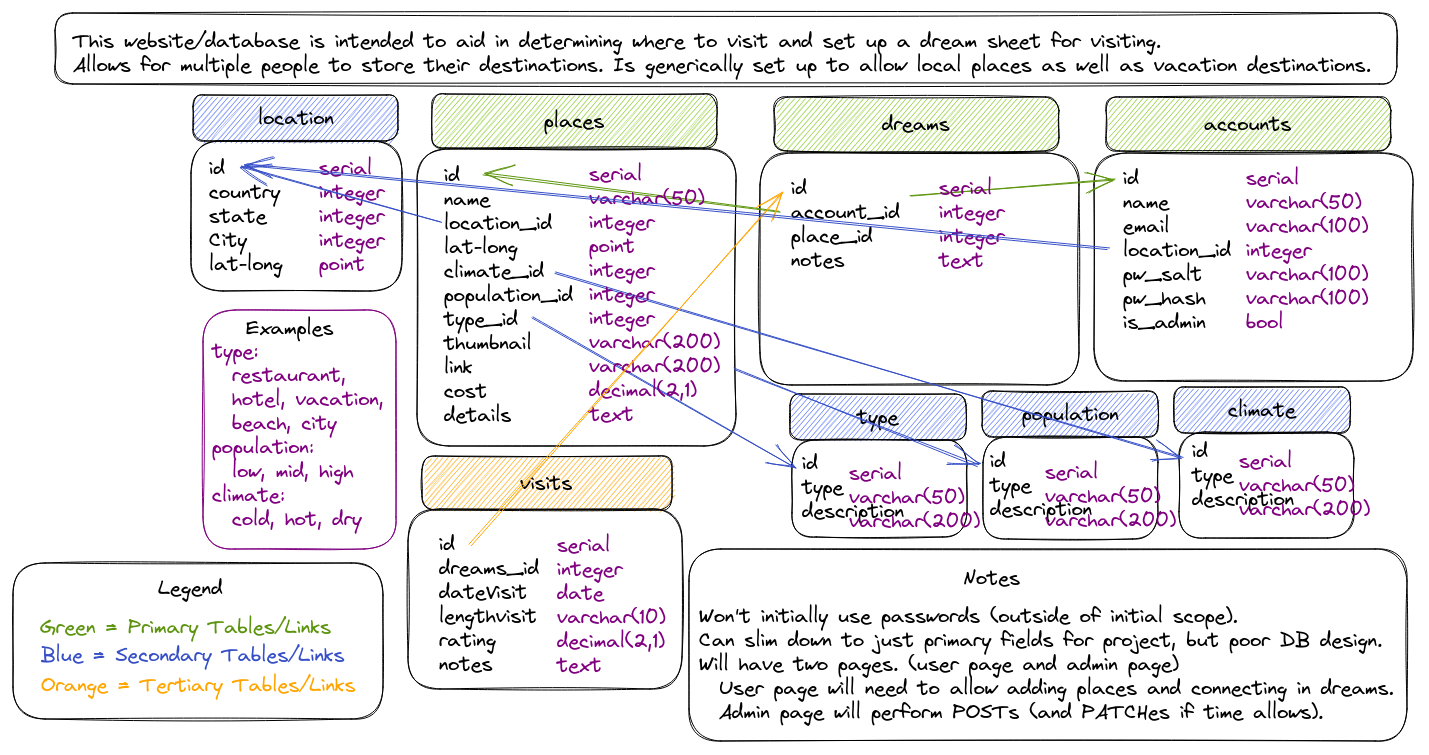 This website/database is intended to aid in determining where to visit and set up a dream sheet for visiting.
Allows for multiple people to store their destinations. Is generically set up to allow local places as well as vacation destinations.
location
id serial
country integer
state integer
City integer
lat-long point
places
id serial
name varchar(50)
location_id integer
lat-long point
climate_id integer
population_id integer
type_id integer
thumbnail varchar(200)
link varchar(200)
cost decimal(2,1)
details text
dreams
id serial
account_id integer
place_id integer
notes text
accounts
id serial
name varchar(50)
email varchar(100)
location_id integer
pw_salt varchar(100)
pw_hash varchar(100)
is_admin bool
Examples
type:
restaurant,
hotel, vacation,
beach, city
population:
low, mid, high
climate:
cold, hot, dry
type
id serial
type varchar(50)
description varchar(200)
population
id serial
type varchar(50)
description varchar(200)
climate
id serial
type varchar(50)
description varchar(200)
visits
id serial
dreams_id integer
dateVisit date
lengthvisit varchar(10)
rating decimal(2,1)
notes text
Legend
Green = Primary Tables/Links
Blue = Secondary Tables/Links
Orange = Tertiary Tables/Links
Notes
Won't initially use passwords (outside of initial scope).
Can slim down to just primary fields for project, but poor DB design.
Will have two pages. (user page and admin page)
User page will need to allow adding places and connecting in dreams.
Admin page will perform POSTs (and PATCHes if time allows).